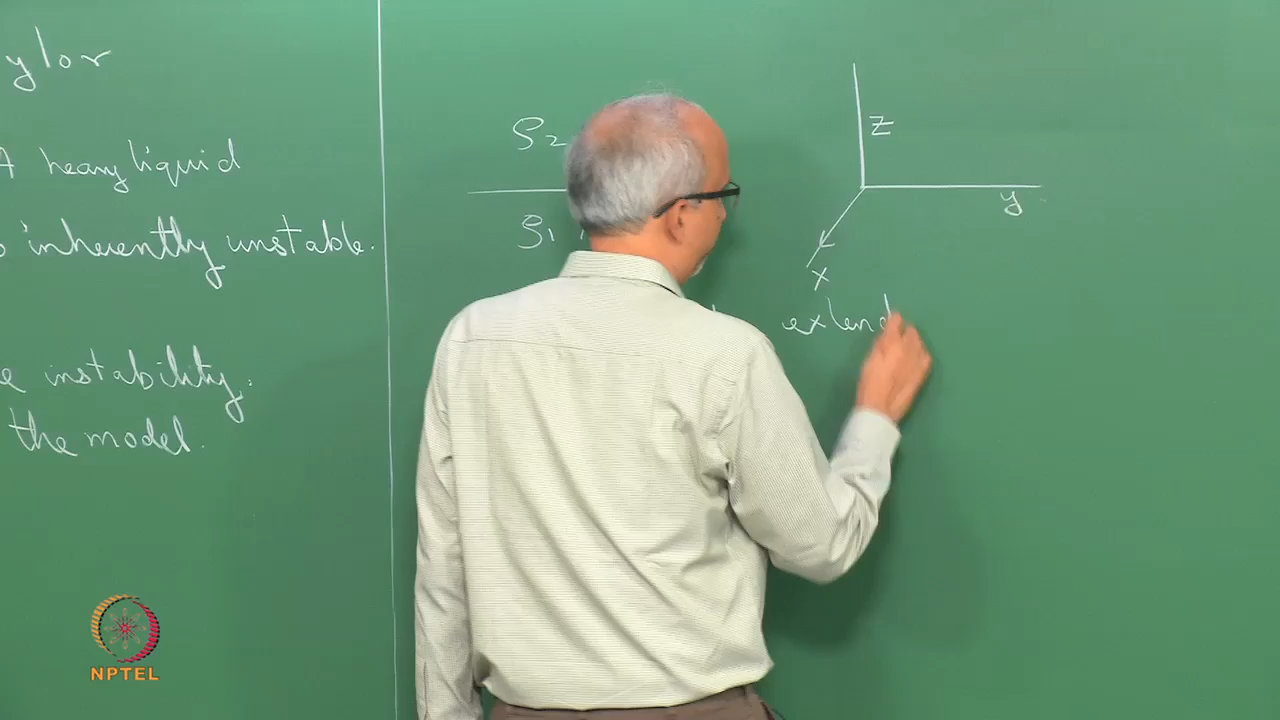 ylor
A heavy liquid
inherently unstable.
e instability.
the model.
ρ2
ρ1
z
y
x
extend
NPTEL